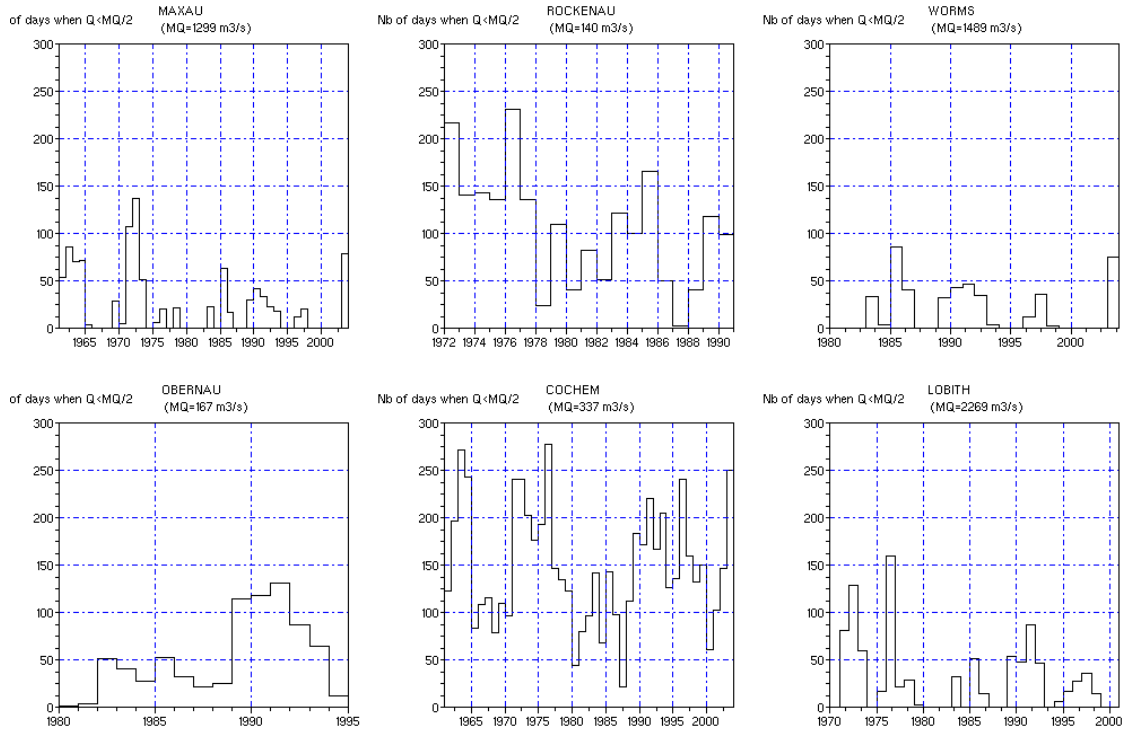 MAXAU
of days when Q<MQ/2
(MQ=1299 m3/s)
300
250
200
150
100
50
0
1965 1970 1975 1980 1985 1990 1995 2000
ROCKENAU
Nb of days when Q<MQ/2
(MQ=140 m3/s)
300
250
200
150
100
50
0
1972 1974 1976 1978 1980 1982 1984 1986 1988 1990
WORMS
Nb of days when Q<MQ/2
(MQ=1489 m3/s)
300
250
200
150
100
50
0
1980 1985 1990 1995 2000
OBERNAU
of days when Q<MQ/2
(MQ=167 m3/s)
300
250
200
150
100
50
0
1980 1985 1990 1995
COCHEM
Nb of days when Q<MQ/2
(MQ=337 m3/s)
300
250
200
150
100
50
0
1965 1970 1975 1980 1985 1990 1995 2000
LOBITH
Nb of days when Q<MQ/2
(MQ=2269 m3/s)
300
250
200
150
100
50
0
1970 1975 1980 1985 1990 1995 2000